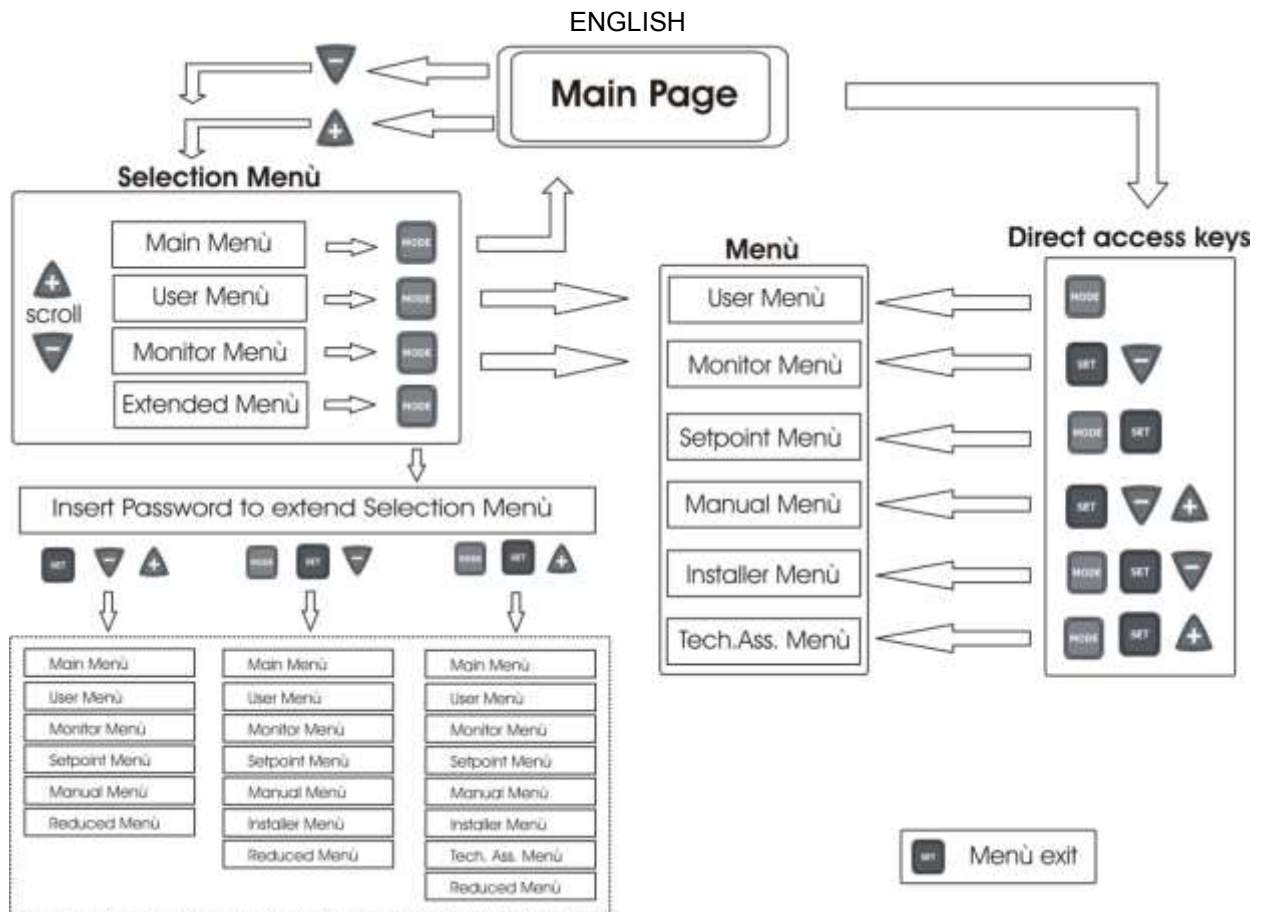 ENGLISH
Main Page
Selection Menù
Main Menù
MODE
User Menù
MODE
Monitor Menù
MODE
Extended Menù
MODE
+
scroll
−
Insert Password to extend Selection Menù
SET − +
MODE SET −
MODE SET +
Main Menù
User Menù
Monitor Menù
Setpoint Menù
Manual Menù
Reduced Menù
Main Menù
User Menù
Monitor Menù
Setpoint Menù
Manual Menù
Installer Menù
Reduced Menù
Main Menù
User Menù
Monitor Menù
Setpoint Menù
Manual Menù
Installer Menù
Tech. Ass. Menù
Reduced Menù
Menù
User Menù
Monitor Menù
Setpoint Menù
Manual Menù
Installer Menù
Tech.Ass. Menù
Direct access keys
MODE
SET −
MODE SET
SET − +
MODE SET −
MODE SET +
SET Menù exit